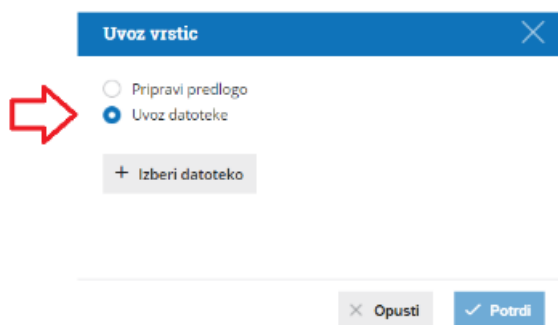 Uvoz vrstic
Pripravi predlogo
Uvoz datoteke
+ Izberi datoteko
Opusti
Potrdi